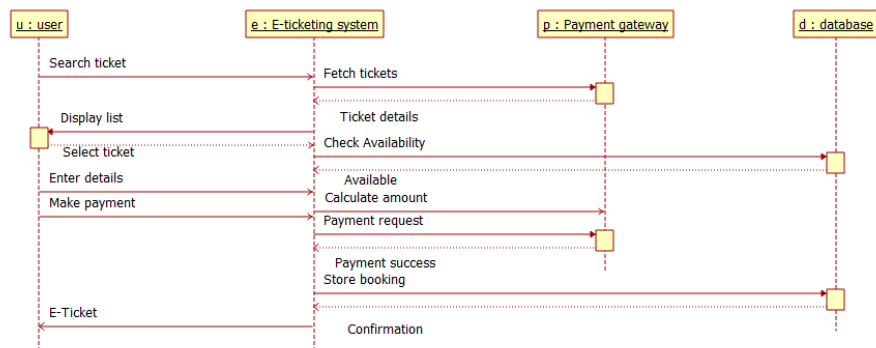 u : user
e : E-ticketing system
p : Payment gateway
d : database
Search ticket
Fetch tickets
Ticket details
Display list
Check Availability
Select ticket
Available
Enter details
Calculate amount
Make payment
Payment request
Payment success
Store booking
E-Ticket
Confirmation